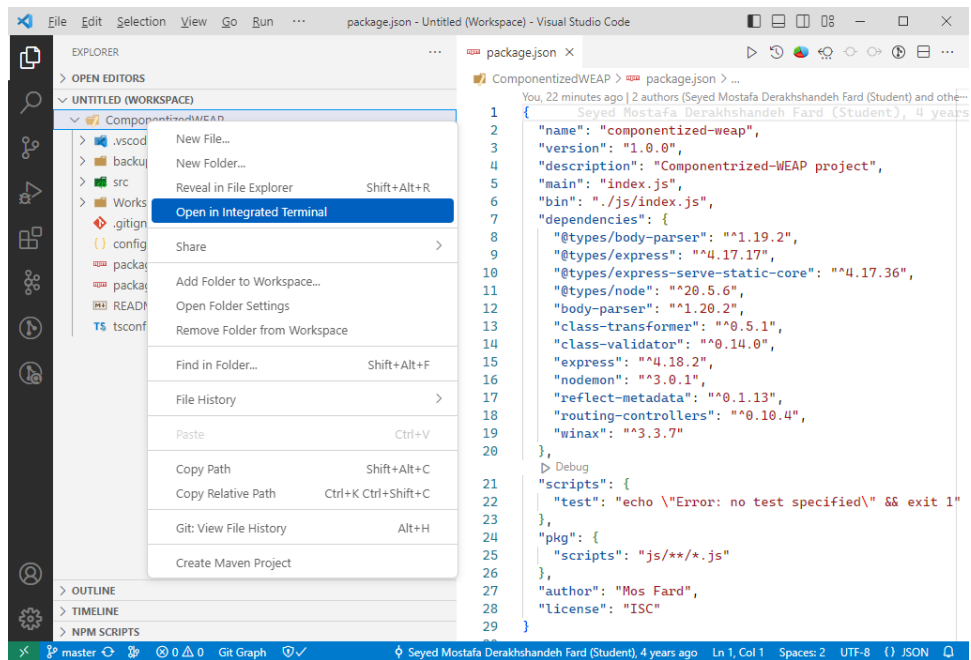 File Edit Selection View Go Run ··· package.json - Untitled (Workspace) - Visual Studio Code
EXPLORER ···
OPEN EDITORS
UNTITLED (WORKSPACE)
ComponentizedWEAP
.vscod
backu
src
Works
.gitign
config
packag
packag
README
tsconf
New File...
New Folder...
Reveal in File Explorer Shift+Alt+R
Open in Integrated Terminal
Share
Add Folder to Workspace...
Open Folder Settings
Remove Folder from Workspace
Find in Folder... Shift+Alt+F
File History
Paste Ctrl+V
Copy Path Shift+Alt+C
Copy Relative Path Ctrl+K Ctrl+Shift+C
Git: View File History Alt+H
Create Maven Project
OUTLINE
TIMELINE
NPM SCRIPTS
package.json
ComponentizedWEAP > package.json > ...
You, 22 minutes ago | 2 authors (Seyed Mostafa Derakhshandeh Fard (Student) and othe
1 { Seyed Mostafa Derakhshandeh Fard (Student), 4 years
2 "name": "componentized-weap",
3 "version": "1.0.0",
4 "description": "Componentrized-WEAP project",
5 "main": "index.js",
6 "bin": "./js/index.js",
7 "dependencies": {
8 "@types/body-parser": "^1.19.2",
9 "@types/express": "^4.17.17",
10 "@types/express-serve-static-core": "^4.17.36",
11 "@types/node": "^20.5.6",
12 "body-parser": "^1.20.2",
13 "class-transformer": "^0.5.1",
14 "class-validator": "^0.14.0",
15 "express": "^4.18.2",
16 "nodemon": "^3.0.1",
17 "reflect-metadata": "^0.1.13",
18 "routing-controllers": "^0.10.4",
19 "winax": "^3.3.7"
20 },
Debug
21 "scripts": {
22 "test": "echo \"Error: no test specified\" && exit 1"
23 },
24 "pkg": {
25 "scripts": "js/**/*.js"
26 },
27 "author": "Mos Fard",
28 "license": "ISC"
29 }
master 0 0 Git Graph Seyed Mostafa Derakhshandeh Fard (Student), 4 years ago Ln 1, Col 1 Spaces: 2 UTF-8 {} JSON